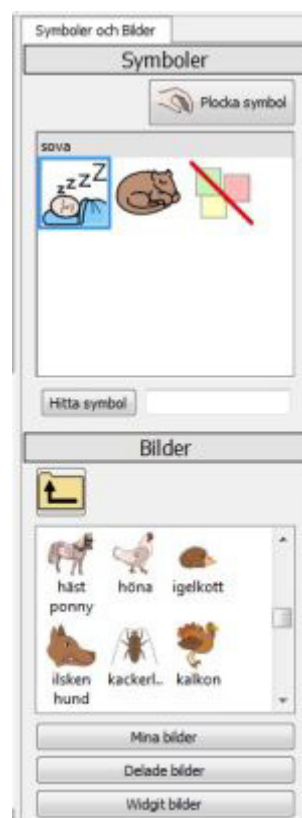 Symboler och Bilder
Symboler
Plocka symbol
sova
zzzZZ
Hitta symbol
Bilder
häst ponny
höna
igelkott
ilsken hund
kackerl..
kalkon
Mina bilder
Delade bilder
Widgit bilder